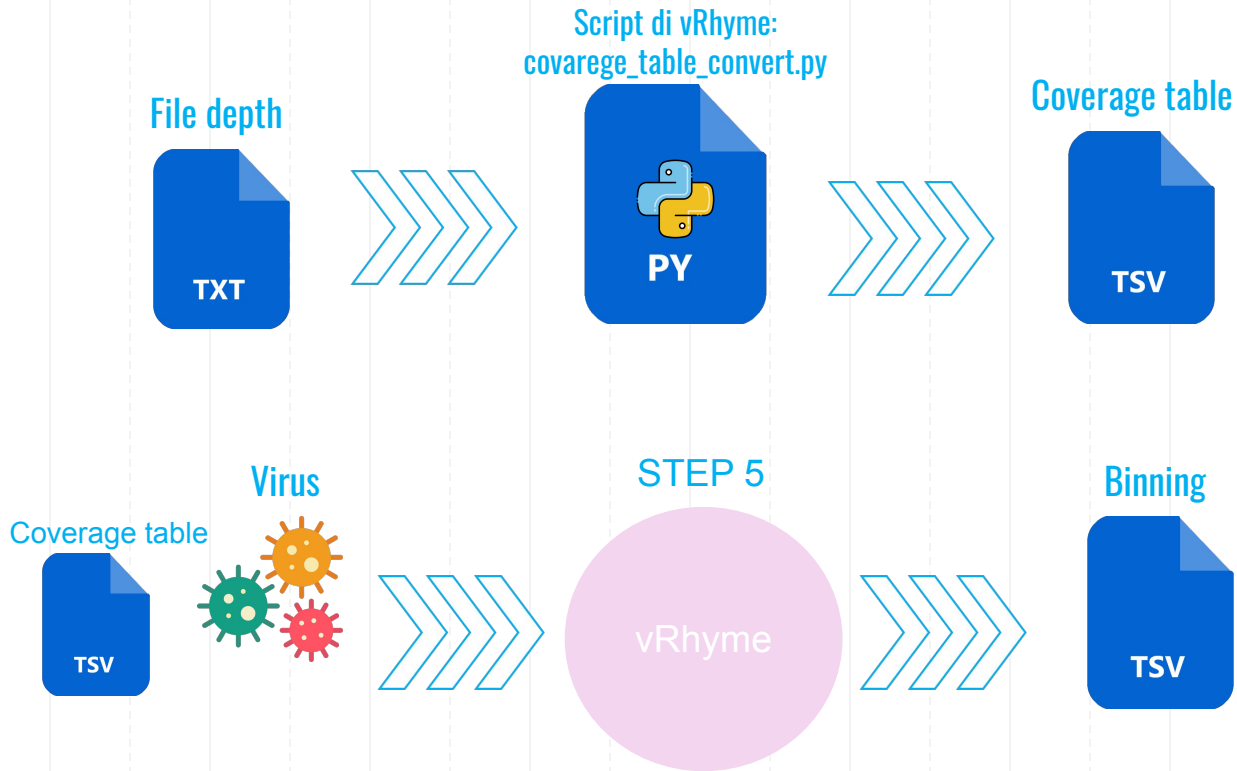 Script di vRhyme:
covarege_table_convert.py
File depth
Coverage table
TXT
PY
TSV
STEP 5
Virus
Binning
Coverage table
TSV
vRhyme
TSV